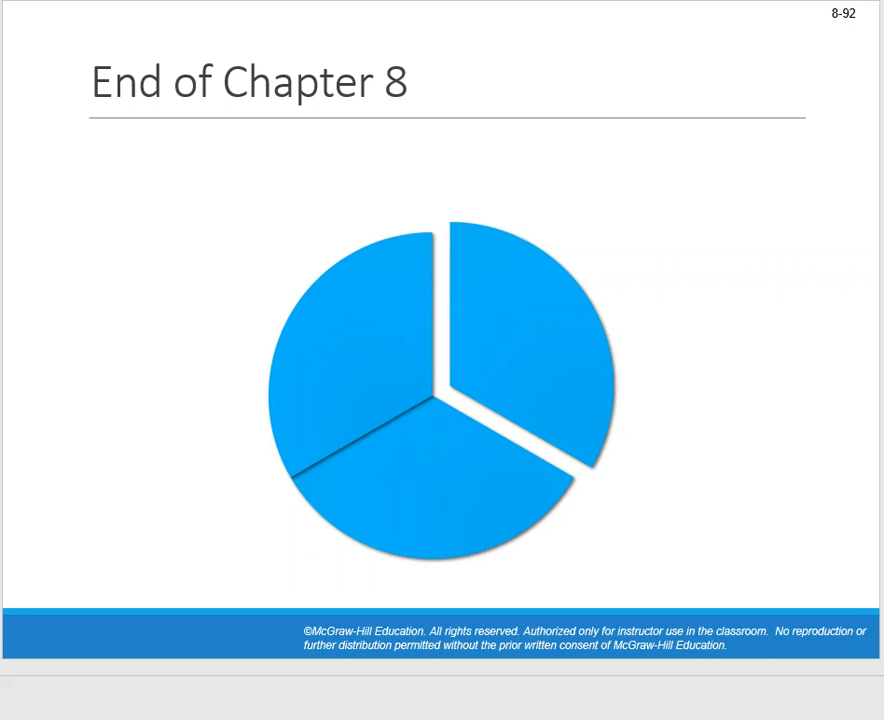 8-92
End of Chapter 8
©McGraw-Hill Education. All rights reserved. Authorized only for instructor use in the classroom. No reproduction or
further distribution permitted without the prior written consent of McGraw-Hill Education.